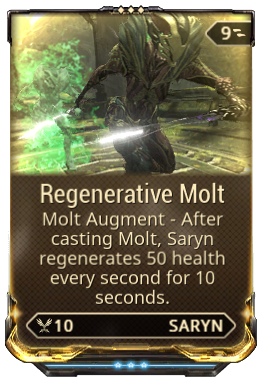 9
Regenerative Molt
Molt Augment - After
casting Molt, Saryn
regenerates 50 health
every second for 10
seconds.
10 SARYN